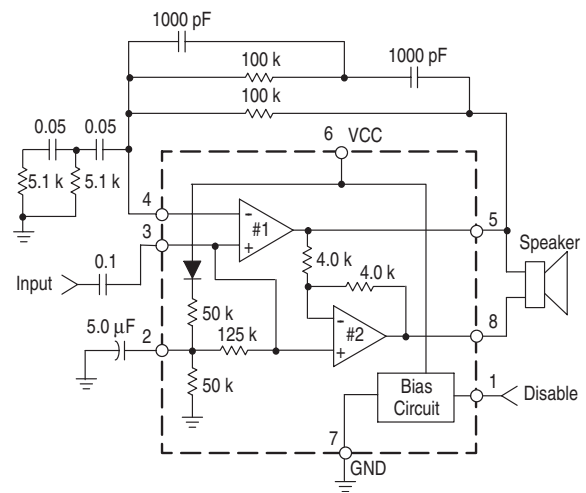 1000 pF
1000 pF
100 k
100 k
0.05 0.05
5.1 k 5.1 k
6 VCC
4
3
- #1 +
5
Speaker
Input
0.1
4.0 k
4.0 k
50 k
5.0 μF
2
125 k
- #2 +
8
50 k
Bias Circuit
1
Disable
7
GND